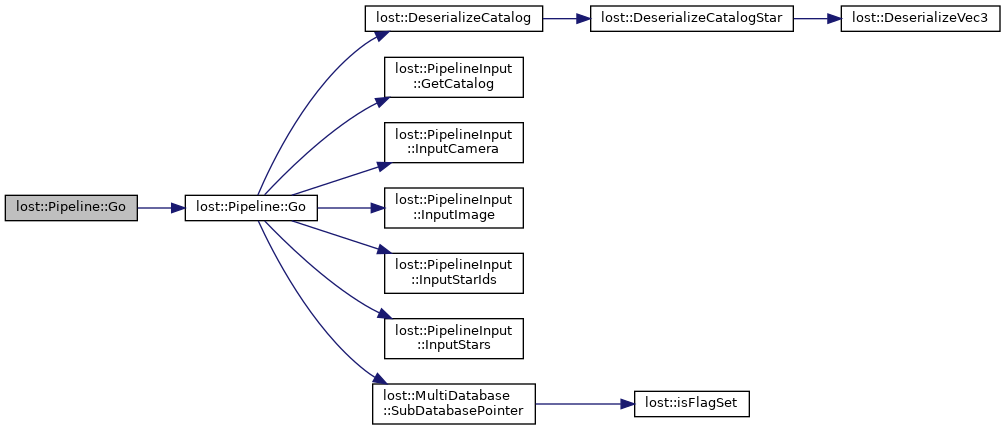 lost::Pipeline::Go
lost::Pipeline::Go
lost::DeserializeCatalog
lost::DeserializeCatalogStar
lost::DeserializeVec3
lost::PipelineInput
::GetCatalog
lost::PipelineInput
::InputCamera
lost::PipelineInput
::InputImage
lost::PipelineInput
::InputStarIds
lost::PipelineInput
::InputStars
lost::MultiDatabase
::SubDatabasePointer
lost::isFlagSet